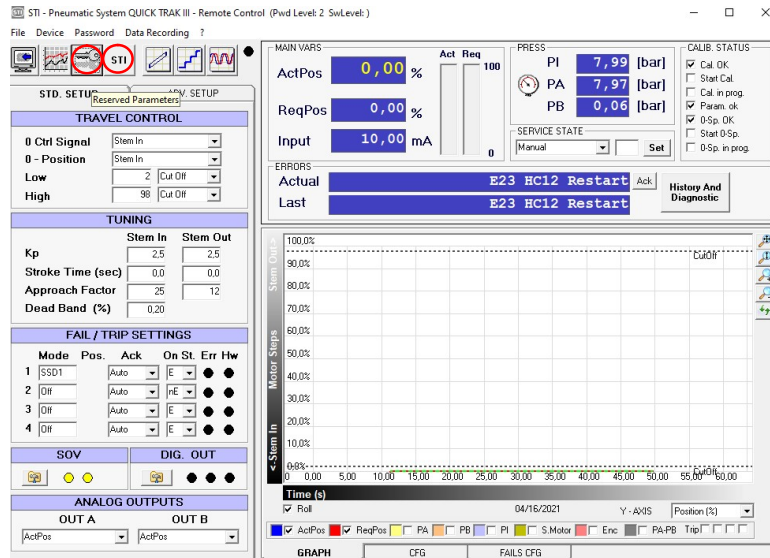 STI - Pneumatic System QUICK TRAK III - Remote Control (Pwd Level: 2 SwLevel: )
File Device Password Data Recording ?
STI
STD. SETUP ADV. SETUP
Reserved Parameters
TRAVEL CONTROL
0 Ctrl Signal Stem In
0 - Position Stem In
Low 2 Cut Off
High 98 Cut Off
TUNING
Stem In Stem Out
Kp 2,5 2,5
Stroke Time (sec) 0,0 0,0
Approach Factor 25 12
Dead Band (%) 0,20
FAIL / TRIP SETTINGS
Mode Pos. Ack On St. Err Hw
1 SSD1 Auto E
2 Off Auto nE
3 Off Auto E
4 Off Auto E
SOV DIG. OUT
ANALOG OUTPUTS
OUT A OUT B
ActPos ActPos
MAIN VARS
Act Req
100
0
ActPos 0,00 %
ReqPos 0,00 %
Input 10,00 mA
PRESS
PI 7,99 [bar]
PA 7,97 [bar]
PB 0,06 [bar]
SERVICE STATE
Manual Set
CALIB. STATUS
Cal. OK
Start Cal.
Cal. in prog.
Param. ok
0-Sp. OK
Start 0-Sp.
0-Sp. in prog.
ERRORS
Actual E23 HC12 Restart Ack
Last E23 HC12 Restart
History And
Diagnostic
<-Stem In Motor Steps Stem Out->
100,0%
CutOff
90,0%
80,0%
70,0%
60,0%
50,0%
40,0%
30,0%
20,0%
10,0%
0,0%
CutOff
0 0,00 5,00 10,00 15,00 20,00 25,00 30,00 35,00 40,00 45,00 50,00 55,00 60,00
Time (s)
Roll 04/16/2021 Y - AXIS Position (%)
ActPos ReqPos PA PB PI S.Motor Enc PA-PB Trip
GRAPH CFG FAILS CFG